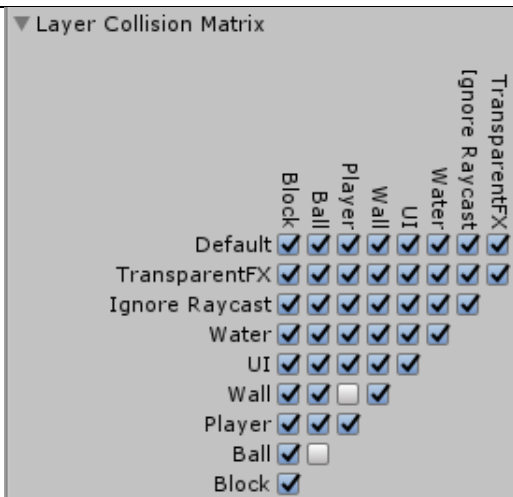 Layer Collision Matrix
Block
Ball
Player
Wall
UI
Water
Ignore Raycast
TransparentFX
Default
TransparentFX
Ignore Raycast
Water
UI
Wall
Player
Ball
Block